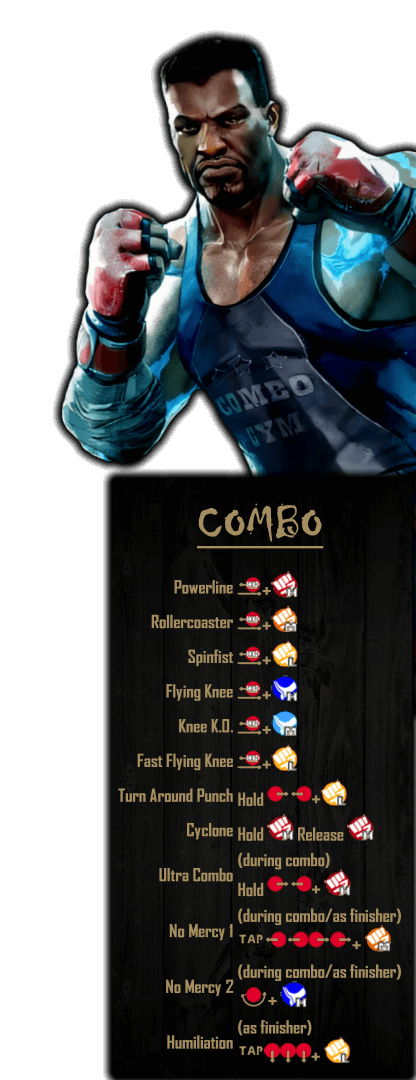 COMBO
GYM
COMBO
Powerline + H
Rollercoaster + M
Spinfist + L
Flying Knee + H
Knee K.O. + M
Fast Flying Knee + L
Turn Around Punch Hold + L
Cyclone Hold H Release H
(during combo)
Ultra Combo Hold + H
(during combo/as finisher)
No Mercy 1 TAP + M
(during combo/as finisher)
No Mercy 2 + H
(as finisher)
Humiliation TAP + L